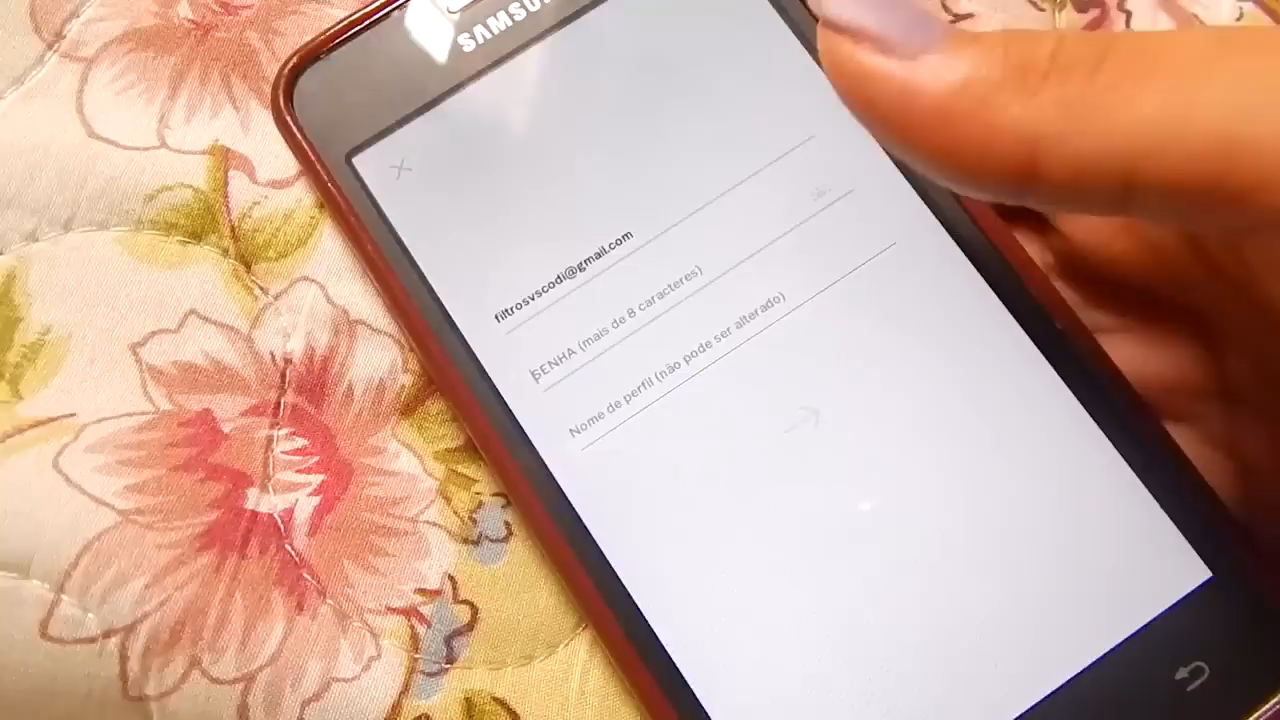 SAMSUNG
filtrosvscodi@gmail.com
SENHA (mais de 8 caracteres)
Nome de perfil (não pode ser alterado)